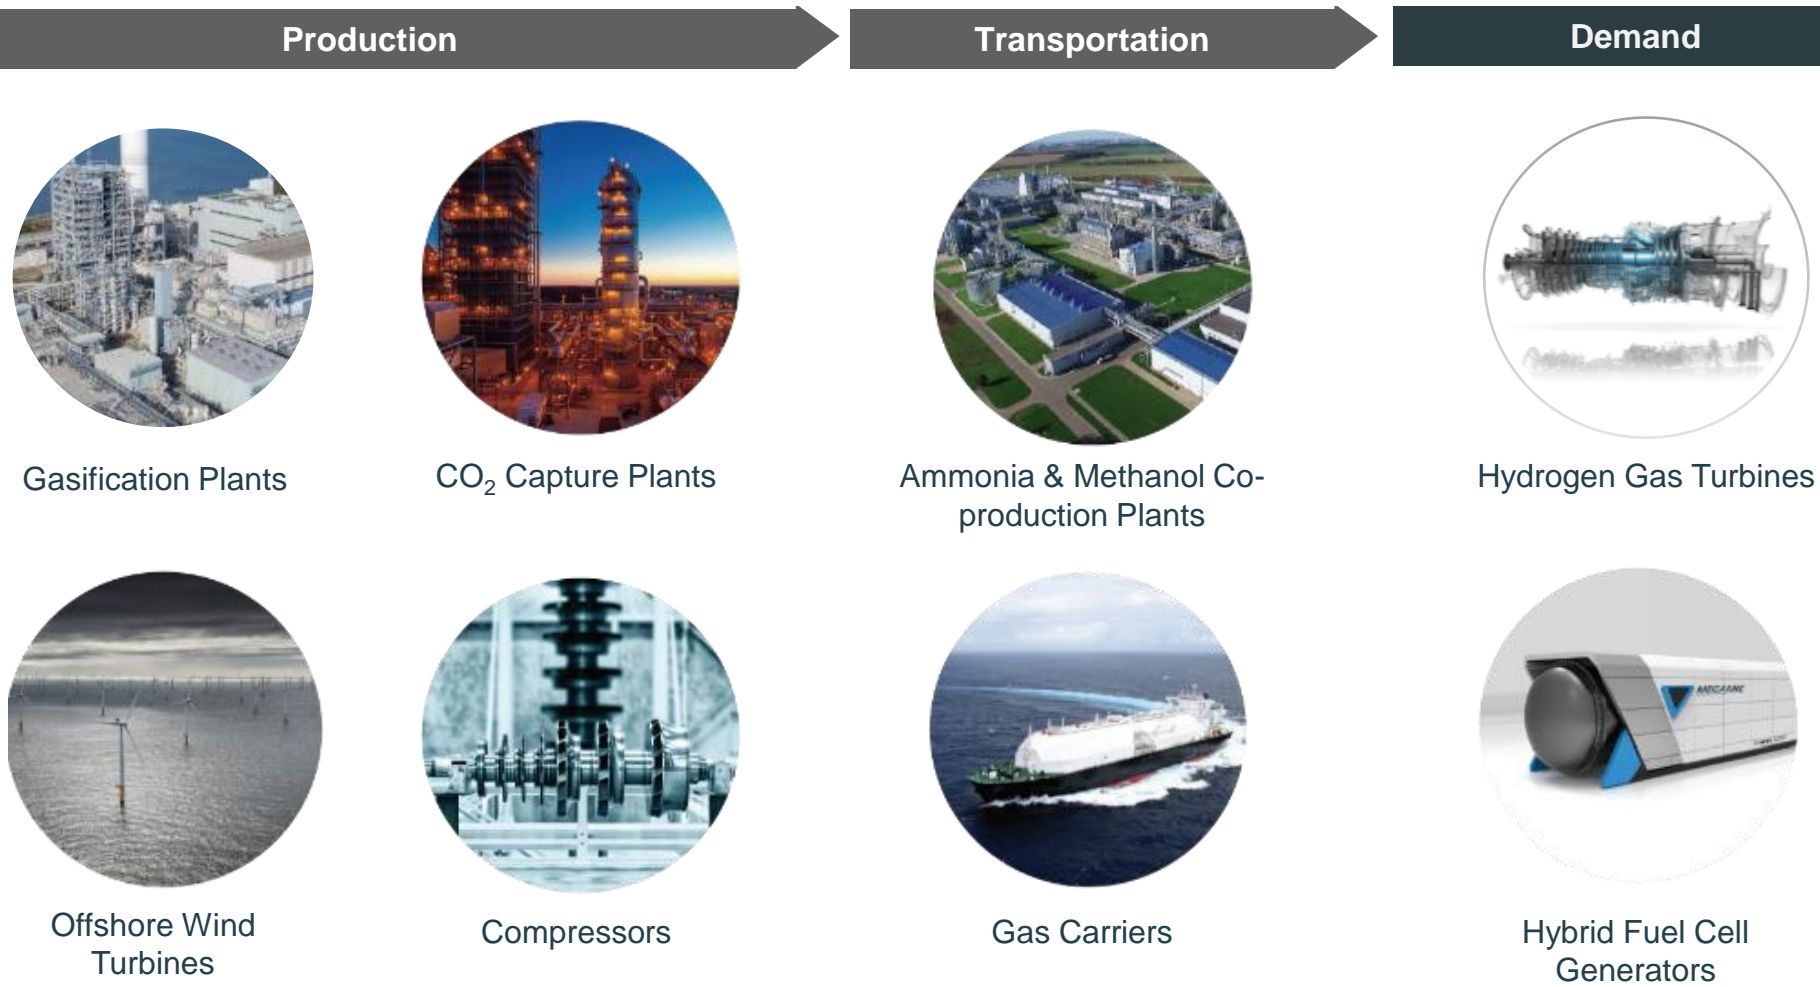 Production
Transportation
Demand
Gasification Plants
CO₂ Capture Plants
Ammonia & Methanol Co-
production Plants
Hydrogen Gas Turbines
Offshore Wind
Turbines
Compressors
Gas Carriers
Hybrid Fuel Cell
Generators